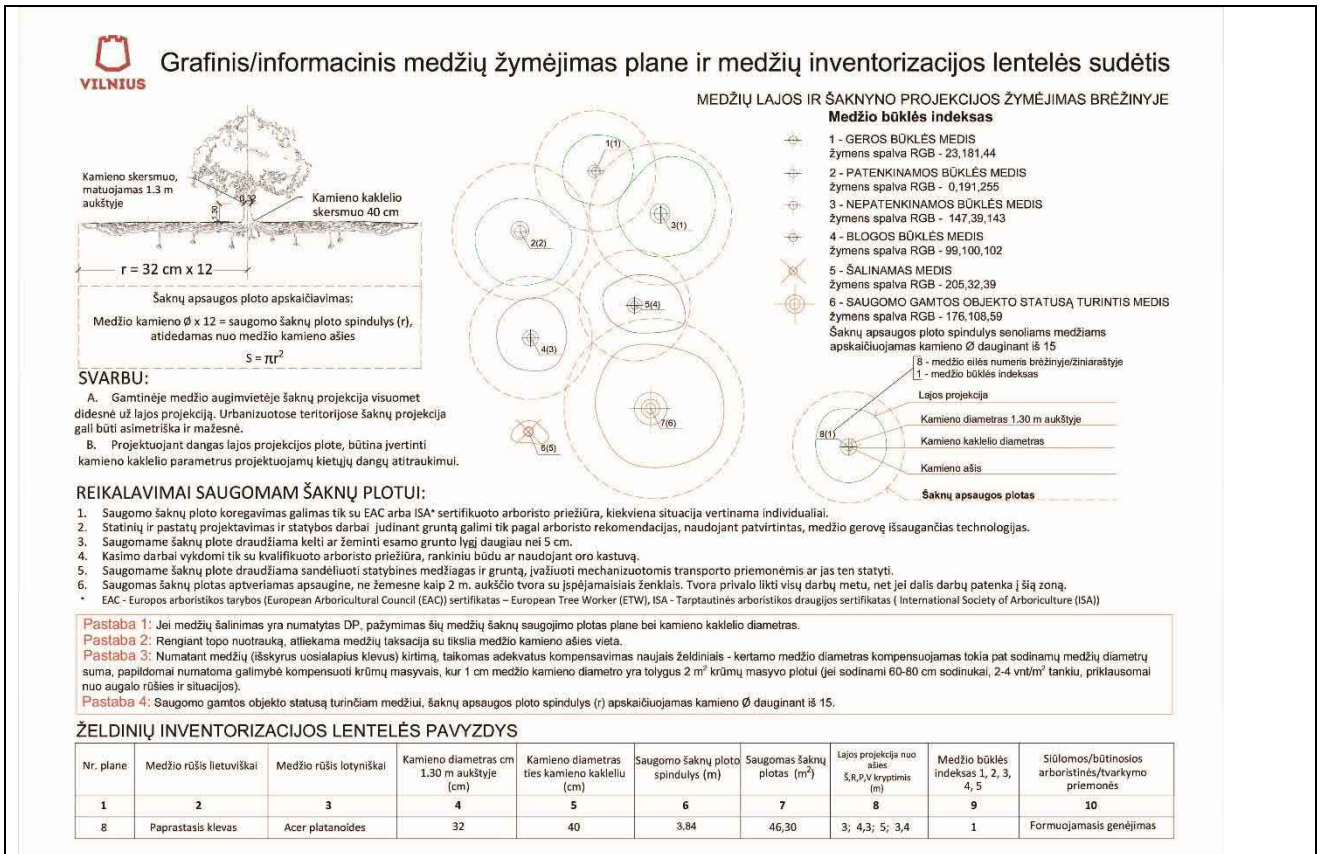 VILNIUS
Grafinis/informacinis medžių žymėjimas plane ir medžių inventorizacijos lentelės sudėtis
MEDŽIŲ LAJOS IR ŠAKNYNO PROJEKCIJOS ŽYMĖJIMAS BRĖŽINYJE
Medžio būklės indeksas
1 - GEROS BŪKLĖS MEDIS
žymens spalva RGB - 23,181,44
2 - PATENKINAMOS BŪKLĖS MEDIS
žymens spalva RGB - 0,191,255
3 - NEPATENKINAMOS BŪKLĖS MEDIS
žymens spalva RGB - 147,39,143
4 - BLOGOS BŪKLĖS MEDIS
žymens spalva RGB - 99,100,102
5 - ŠALINAMAS MEDIS
žymens spalva RGB - 205,32,39
6 - SAUGOMO GAMTOS OBJEKTO STATUSĄ TURINTIS MEDIS
žymens spalva RGB - 176,108,59
Šaknų apsaugos ploto spindulys senoliams medžiams
apskaičiuojamas kamieno Ø dauginant iš 15
8 - medžio eilės numeris brėžinyje/žiniaraštyje
1 - medžio būklės indeksas
Lajos projekcija
Kamieno diametras 1.30 m aukštyje
8(1)
Kamieno kaklelio diametras
Kamieno ašis
Šaknų apsaugos plotas
1(1)
2(2)
3(1)
5(4)
4(3)
7(6)
6(5)
Kamieno skersmuo,
matuojamas 1.3 m
aukštyje
0.32
1.30
Kamieno kaklelio
skersmuo 40 cm
r = 32 cm x 12
Šaknų apsaugos ploto apskaičiavimas:
Medžio kamieno Ø x 12 = saugomo šaknų ploto spindulys (r),
atidedamas nuo medžio kamieno ašies
S = πr²
SVARBU:
A. Gamtinėje medžio augimvietėje šaknų projekcija visuomet
didesnė už lajos projekciją. Urbanizuotose teritorijose šaknų projekcija
gali būti asimetriška ir mažesnė.
B. Projektuojant dangas lajos projekcijos plote, būtina įvertinti
kamieno kaklelio parametrus projektuojamų kietųjų dangų atitraukimui.
REIKALAVIMAI SAUGOMAM ŠAKNŲ PLOTUI:
1. Saugomo šaknų ploto koregavimas galimas tik su EAC arba ISA* sertifikuoto arboristo priežiūra, kiekviena situacija vertinama individualiai.
2. Statinių ir pastatų projektavimas ir statybos darbai judinant gruntą galimi tik pagal arboristo rekomendacijas, naudojant patvirtintas, medžio gerovę išsaugančias technologijas.
3. Saugomame šaknų plote draudžiama kelti ar žeminti esamo grunto lygį daugiau nei 5 cm.
4. Kasimo darbai vykdomi tik su kvalifikuoto arboristo priežiūra, rankiniu būdu ar naudojant oro kastuvą.
5. Saugomame šaknų plote draudžiama sandėliuoti statybines medžiagas ir gruntą, įvažiuoti mechanizuotomis transporto priemonėmis ar jas ten statyti.
6. Saugomas šaknų plotas aptveriamas apsaugine, ne žemesne kaip 2 m. aukščio tvora su įspėjamaisiais ženklais. Tvora privalo likti visų darbų metu, net jei dalis darbų patenka į šią zoną.
* EAC - Europos arboristikos tarybos (European Arboricultural Council (EAC)) sertifikatas – European Tree Worker (ETW), ISA - Tarptautinės arboristikos draugijos sertifikatas ( International Society of Arboriculture (ISA))
Pastaba 1: Jei medžių šalinimas yra numatytas DP, pažymimas šių medžių šaknų saugojimo plotas plane bei kamieno kaklelio diametras.
Pastaba 2: Rengiant topo nuotrauką, atliekama medžių taksacija su tikslia medžio kamieno ašies vieta.
Pastaba 3: Numatant medžių (išskyrus uosialapius klevus) kirtimą, taikomas adekvatus kompensavimas naujais želdiniais - kertamo medžio diametras kompensuojamas tokia pat sodinamų medžių diametrų
suma, papildomai numatoma galimybė kompensuoti krūmų masyvais, kur 1 cm medžio kamieno diametro yra tolygus 2 m² krūmų masyvo plotui (jei sodinami 60-80 cm sodinukai, 2-4 vnt/m² tankiu, priklausomai
nuo augalo rūšies ir situacijos).
Pastaba 4: Saugomo gamtos objekto statusą turinčiam medžiui, šaknų apsaugos ploto spindulys (r) apskaičiuojamas kamieno Ø dauginant iš 15.
ŽELDINIŲ INVENTORIZACIJOS LENTELĖS PAVYZDYS
Nr. plane Medžio rūšis lietuviškai Medžio rūšis lotyniškai Kamieno diametras cm 1.30 m aukštyje (cm) Kamieno diametras ties kamieno kakleliu (cm) Saugomo šaknų ploto spindulys (m) Saugomas šaknų plotas (m²) Lajos projekcija nuo ašies Š,R,P,V kryptimis (m) Medžio būklės indeksas 1, 2, 3, 4, 5 Siūlomos/būtinosios arboristinės/tvarkymo priemonės
1 2 3 4 5 6 7 8 9 10
8 Paprastasis klevas Acer platanoides 32 40 3,84 46,30 3; 4,3; 5; 3,4 1 Formuojamasis genėjimas